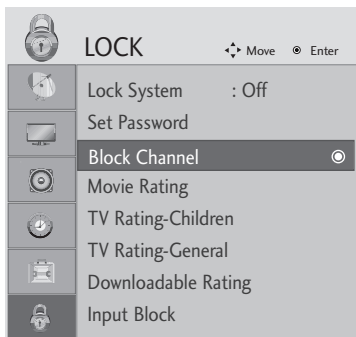 LOCK Move Enter
Lock System : Off
Set Password
Block Channel
Movie Rating
TV Rating-Children
TV Rating-General
Downloadable Rating
Input Block